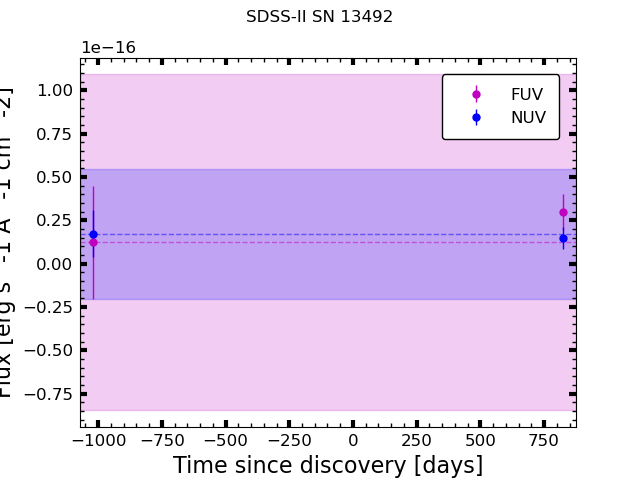 SDSS-II SN 13492
1e−16
FUV
NUV
1.00
0.75
0.50
0.25
0.00
−0.25
−0.50
−0.75
Flux [erg s -1 A -1 cm -2]
−1000 −750 −500 −250 0 250 500 750
Time since discovery [days]